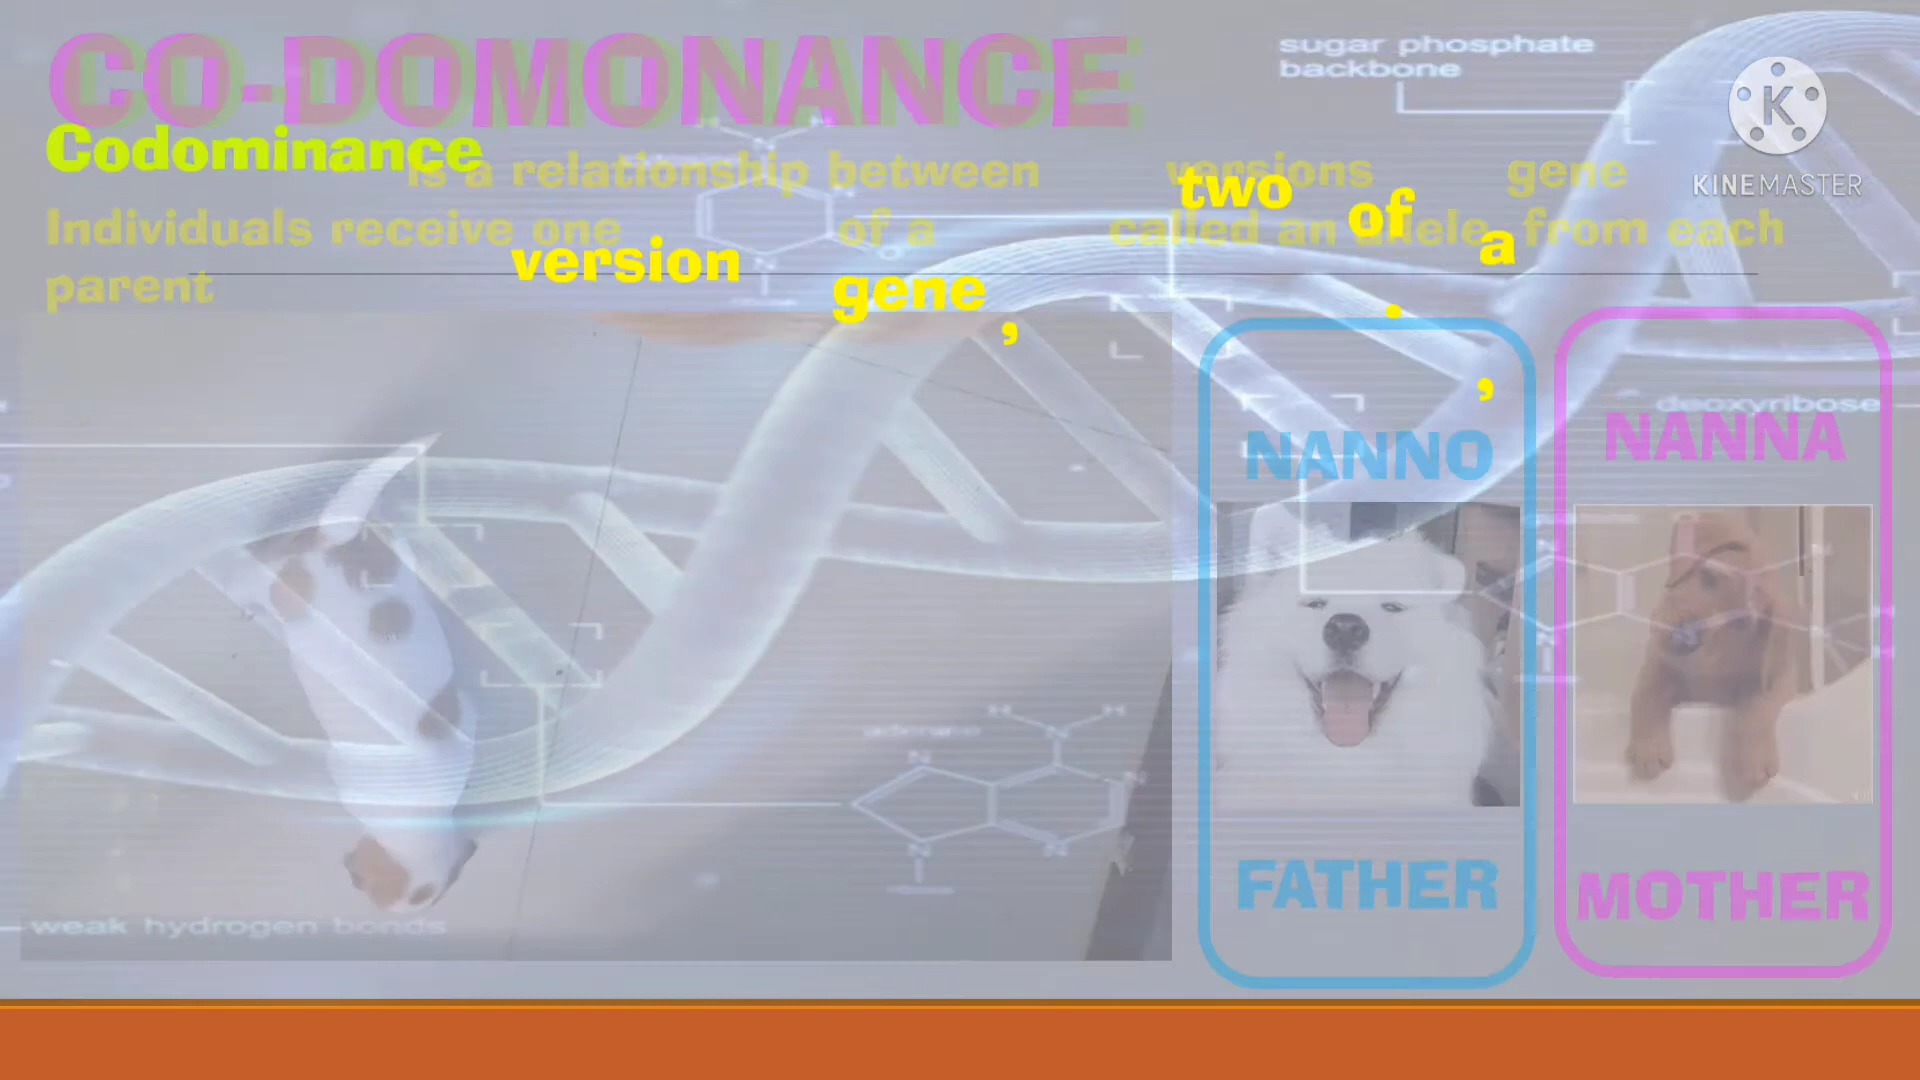 CO-DOMONANCE
sugar phosphate
backbone
KINEMASTER
Codominance is a relationship between two versions of a gene.
Individuals receive one version of a gene, called an allele, from each
parent
deoxyribose
NANNO
NANNA
adenine
FATHER
MOTHER
weak hydrogen bonds